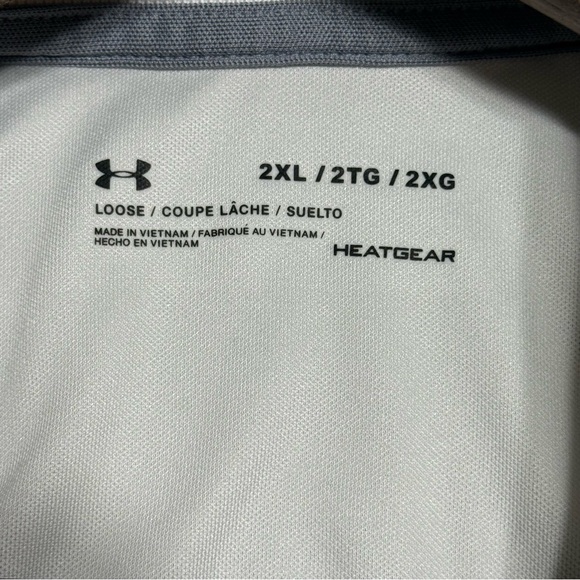 2XL / 2TG / 2XG
LOOSE / COUPE LÂCHE / SUELTO
MADE IN VIETNAM / FABRIQUÉ AU VIETNAM /
HECHO EN VIETNAM
HEATGEAR